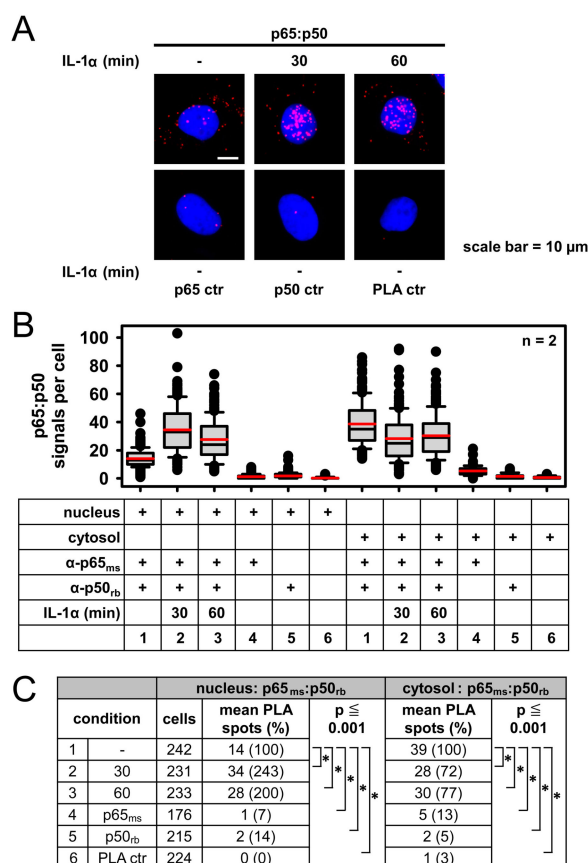 A
p65:p50
IL-1α (min) - 30 60
scale bar = 10 µm
IL-1α (min) - - -
p65 ctr p50 ctr PLA ctr
B
p65:p50 signals per cell
100
80
60
40
20
0
n = 2
nucleus + + + + + +
cytosol + + + + + +
α-p65ms + + + + + + + +
α-p50rb + + + + + + + +
IL-1α (min) 30 60 30 60
1 2 3 4 5 6 1 2 3 4 5 6
C
nucleus: p65ms:p50rb cytosol : p65ms:p50rb
condition cells mean PLA spots (%) p ≦ 0.001 mean PLA spots (%) p ≦ 0.001
1 - 242 14 (100) 39 (100)
2 30 231 34 (243) * 28 (72) *
3 60 233 28 (200) * 30 (77) *
4 p65ms 176 1 (7) * 5 (13) *
5 p50rb 215 2 (14) * 2 (5) *
6 PLA ctr 224 0 (0) * 1 (3) *